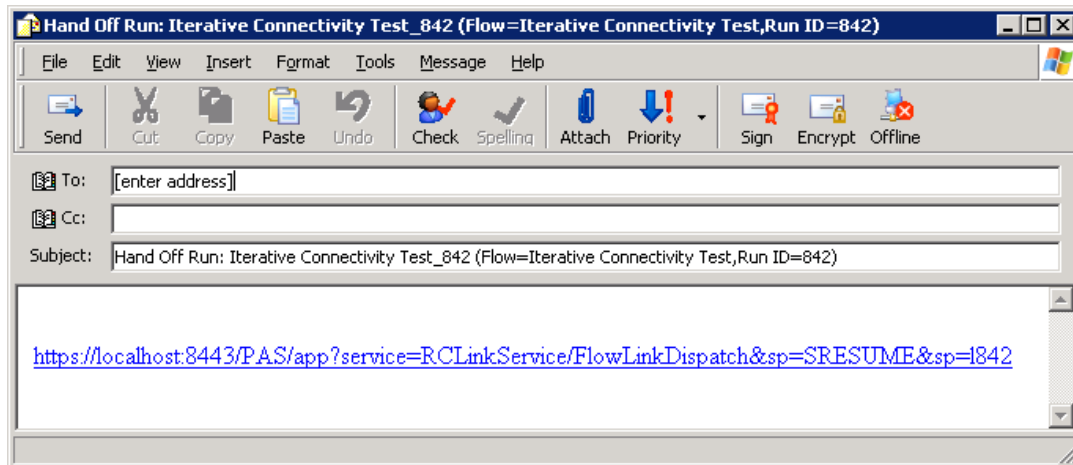 Hand Off Run: Iterative Connectivity Test_842 (Flow=Iterative Connectivity Test,Run ID=842)
File Edit View Insert Format Tools Message Help
Send Cut Copy Paste Undo Check Spelling Attach Priority Sign Encrypt Offline
To: [enter address]
Cc:
Subject: Hand Off Run: Iterative Connectivity Test_842 (Flow=Iterative Connectivity Test,Run ID=842)
https://localhost:8443/PAS/app?service=RCLinkService/FlowLinkDispatch&sp=SRESUME&sp=l842